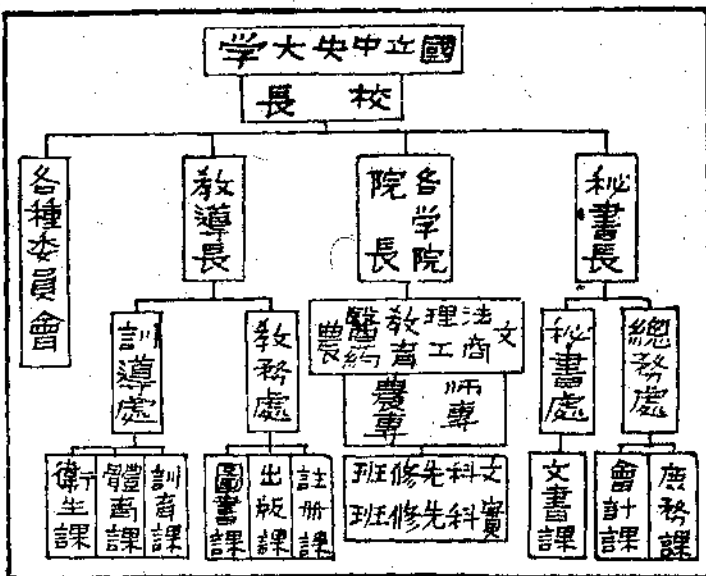 國立中央大学
校長
秘書長
各学院
院長
教導長
各種委員會
總務處
秘書處
文
法商
理工
教育
醫葯
農
教務處
訓導處
師專
農專
庶務課
會計課
文書課
文科先修班
實科先修班
註册課
出版課
圖書課
訓育課
體育課
衛生課